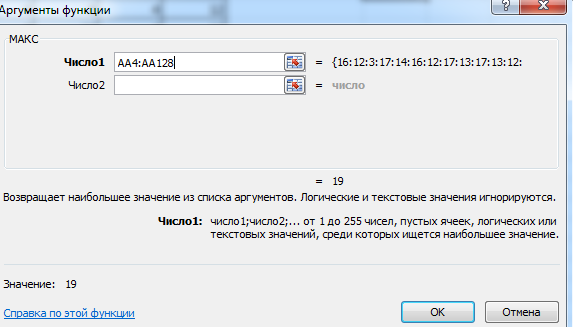 Аргументы функции
МАКС
Число1 AA4:AA128 = {16:12:3:17:14:16:12:17:13:17:13:12:
Число2 = число
= 19
Возвращает наибольшее значение из списка аргументов. Логические и текстовые значения игнорируются.
Число1: число1;число2;... от 1 до 255 чисел, пустых ячеек, логических или
текстовых значений, среди которых ищется наибольшее значение.
Значение: 19
Справка по этой функции
ОК
Отмена